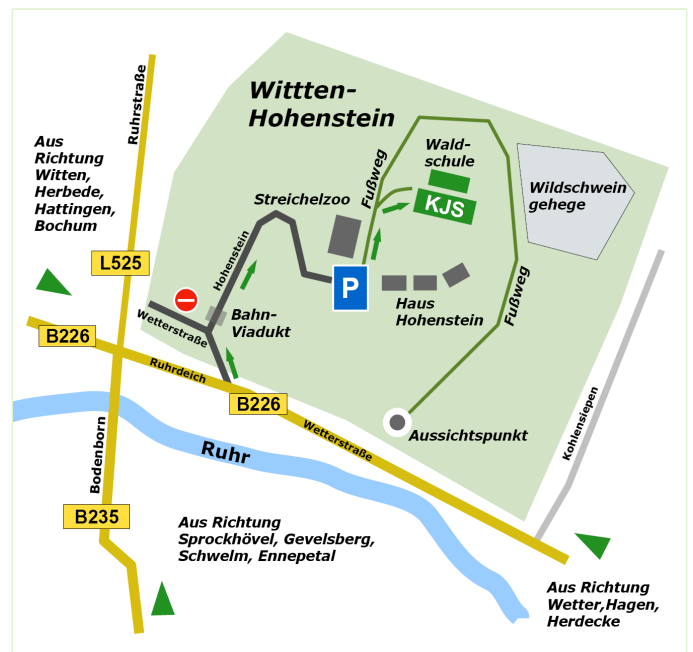 Wittten-
Hohenstein
Ruhrstraße
Aus
Richtung
Witten,
Herbede,
Hattingen,
Bochum
Wald-
schule
KJS
Fußweg
Wildschwein
gehege
Streichelzoo
Hohenstein
L525
P
Haus
Hohenstein
Fußweg
Bahn-
Viadukt
Wetterstraße
B226
Ruhrdeich
B226
Wetterstraße
Aussichtspunkt
Kohlensiepen
Ruhr
Bodenborn
B235
Aus Richtung
Sprockhövel, Gevelsberg,
Schwelm, Ennepetal
Aus Richtung
Wetter,Hagen,
Herdecke